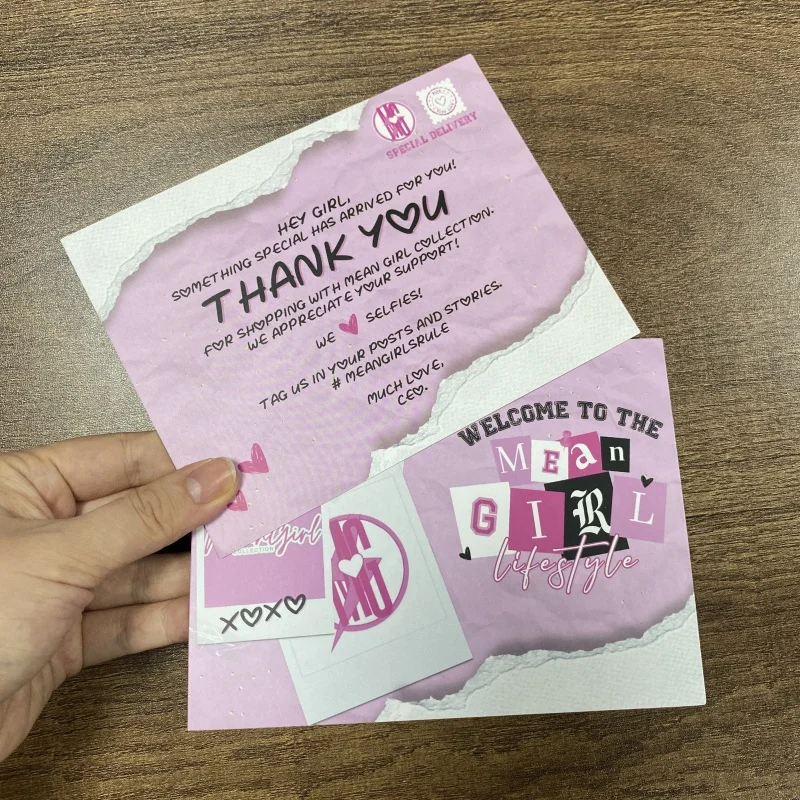 SPECIAL DELIVERY
HEY GIRL,
SOMETHING SPECIAL HAS ARRIVED FOR YOU!
THANK YOU
FOR SHOPPING WITH MEAN GIRL COLLECTION.
WE APPRECIATE YOUR SUPPORT!
WE SELFIES!
TAG US IN YOUR POSTS AND STORIES.
# MEANGIRLSRULE
MUCH LOVE,
CEO.
WELCOME TO THE
MEan
GIRL
lifestyle
COLLECTION
XOXO